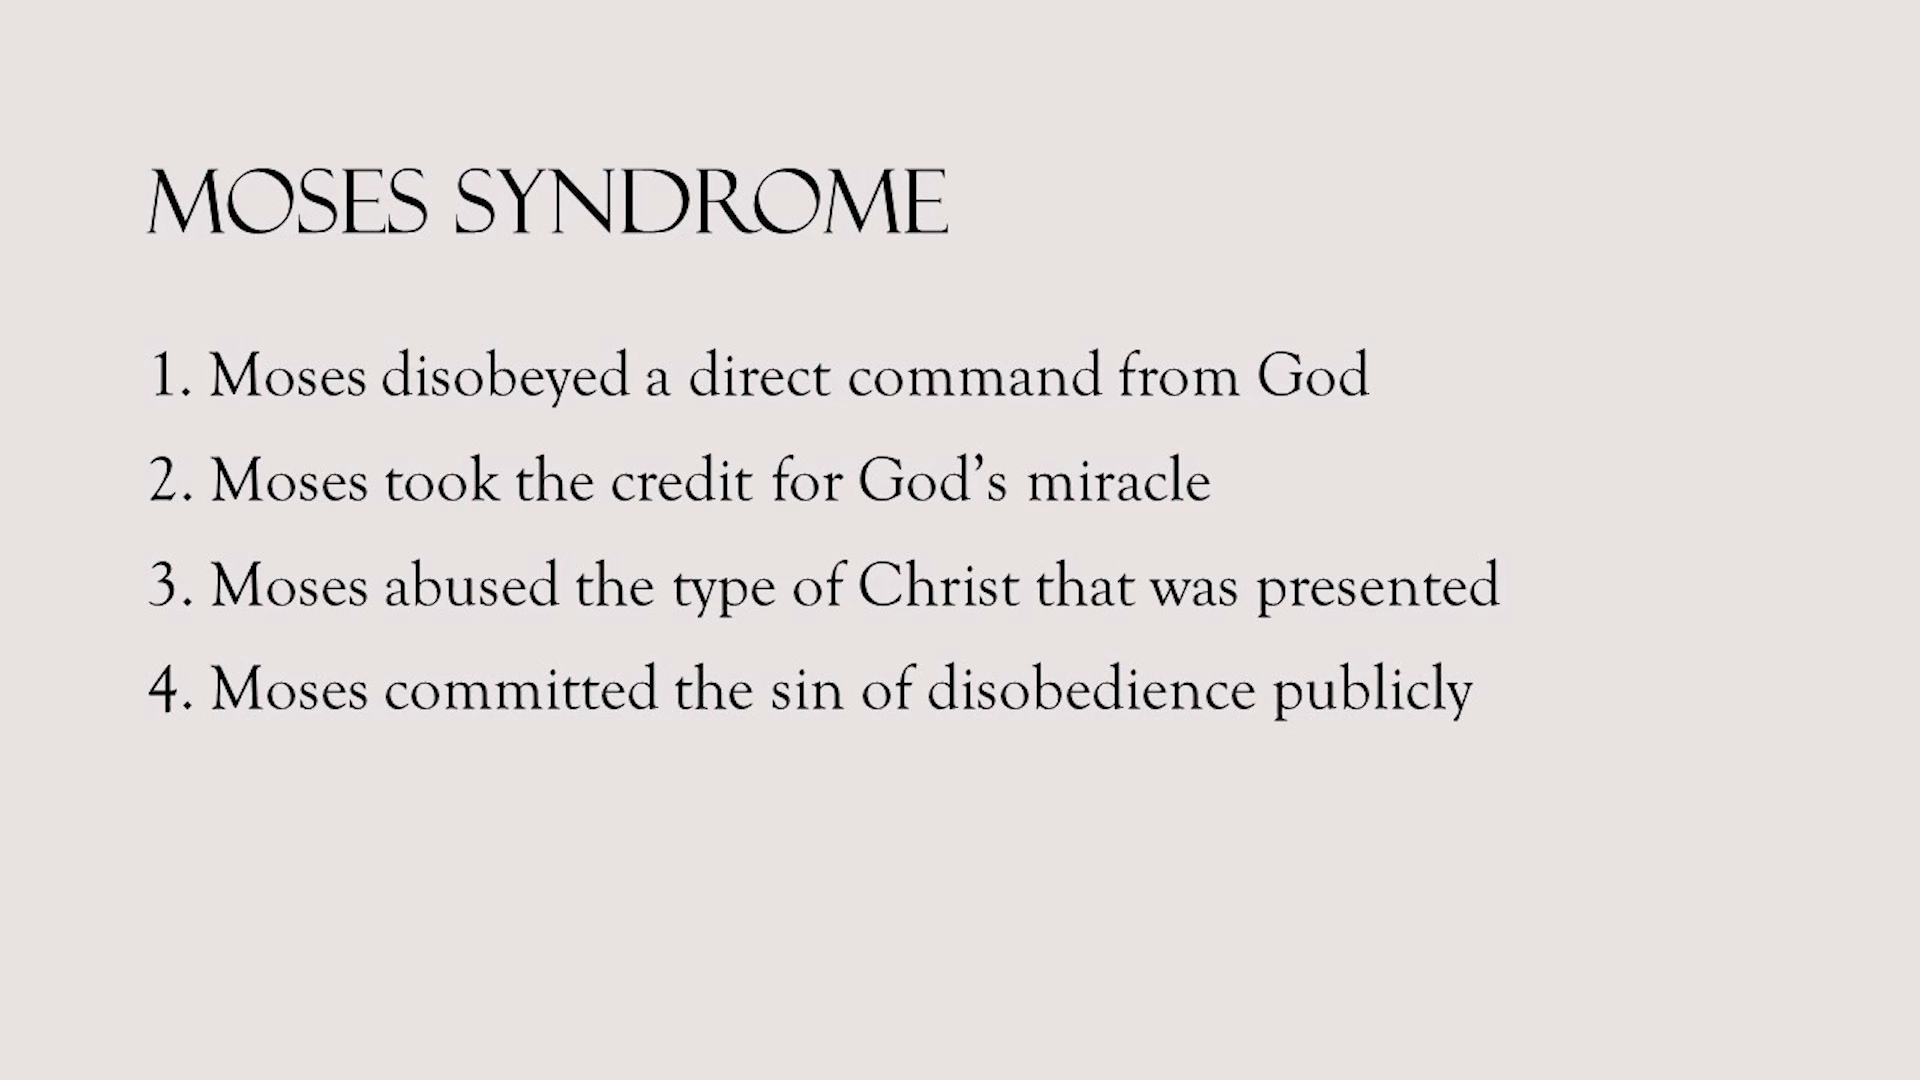 MOSES SYNDROME
1. Moses disobeyed a direct command from God
2. Moses took the credit for God’s miracle
3. Moses abused the type of Christ that was presented
4. Moses committed the sin of disobedience publicly